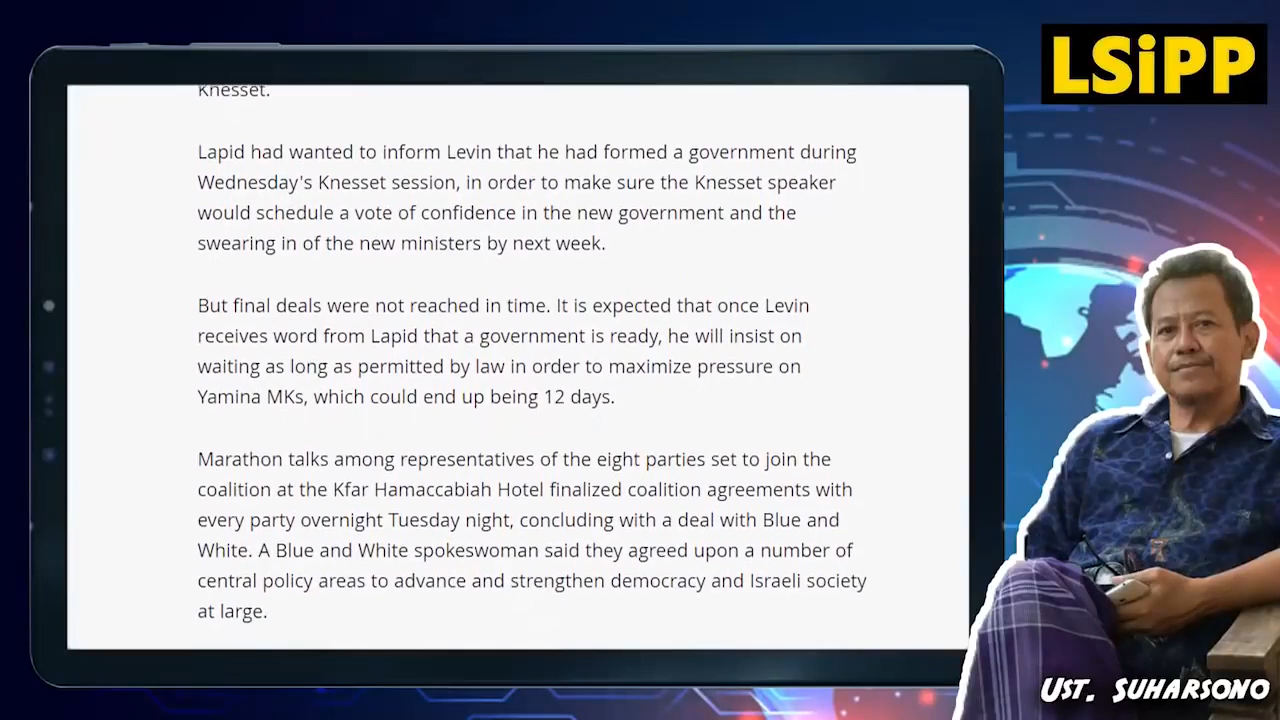 LSiPP
Knesset.
Lapid had wanted to inform Levin that he had formed a government during
Wednesday's Knesset session, in order to make sure the Knesset speaker
would schedule a vote of confidence in the new government and the
swearing in of the new ministers by next week.
But final deals were not reached in time. It is expected that once Levin
receives word from Lapid that a government is ready, he will insist on
waiting as long as permitted by law in order to maximize pressure on
Yamina MKs, which could end up being 12 days.
Marathon talks among representatives of the eight parties set to join the
coalition at the Kfar Hamaccabiah Hotel finalized coalition agreements with
every party overnight Tuesday night, concluding with a deal with Blue and
White. A Blue and White spokeswoman said they agreed upon a number of
central policy areas to advance and strengthen democracy and Israeli society
at large.
UST. SUHARSONO